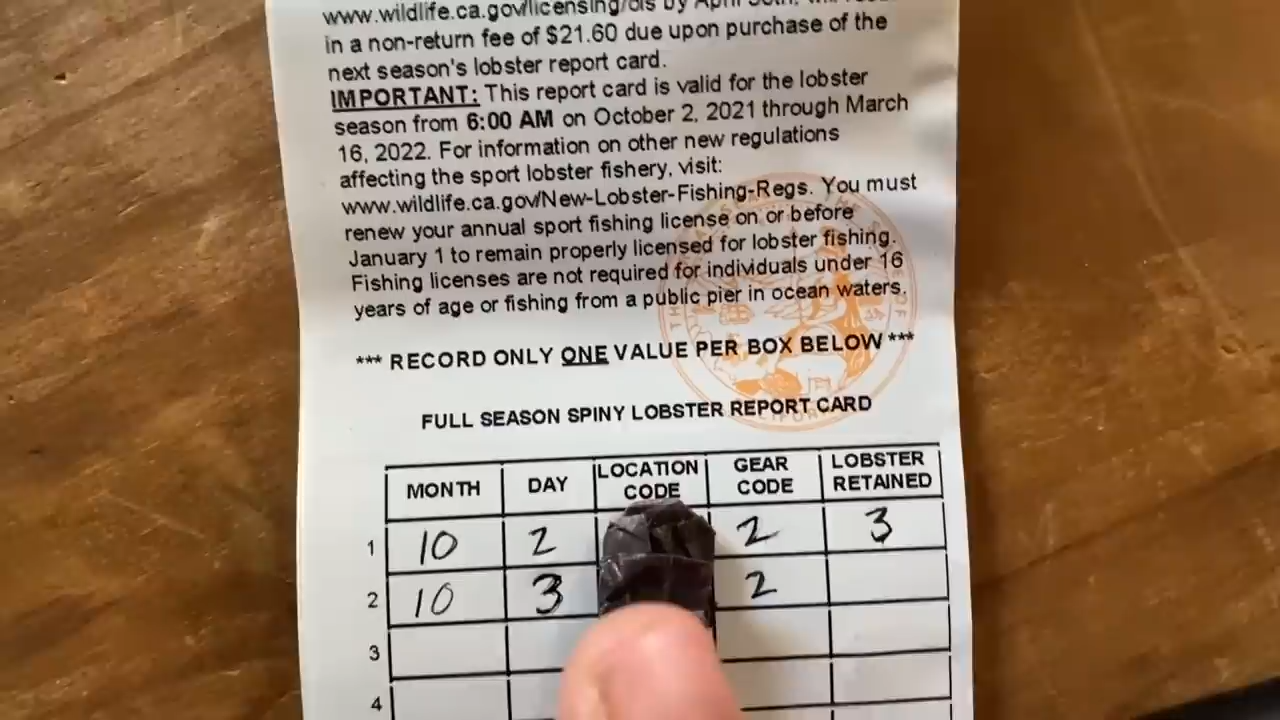 www.wildlife.ca.gov/licensing/ols by April 30th, will
in a non-return fee of $21.60 due upon purchase of the
next season's lobster report card.
IMPORTANT: This report card is valid for the lobster
season from 6:00 AM on October 2, 2021 through March
16, 2022. For information on other new regulations
affecting the sport lobster fishery, visit:
www.wildlife.ca.gov/New-Lobster-Fishing-Regs. You must
renew your annual sport fishing license on or before
January 1 to remain properly licensed for lobster fishing.
Fishing licenses are not required for individuals under 16
years of age or fishing from a public pier in ocean waters.
*** RECORD ONLY ONE VALUE PER BOX BELOW ***
FULL SEASON SPINY LOBSTER REPORT CARD
MONTH DAY LOCATION CODE GEAR CODE LOBSTER RETAINED
1 10 2 2 3
2 10 3 2
3
4